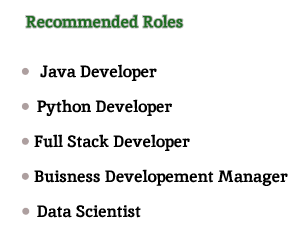 Recommended Roles
Java Developer
Python Developer
Full Stack Developer
Buisness Developement Manager
Data Scientist